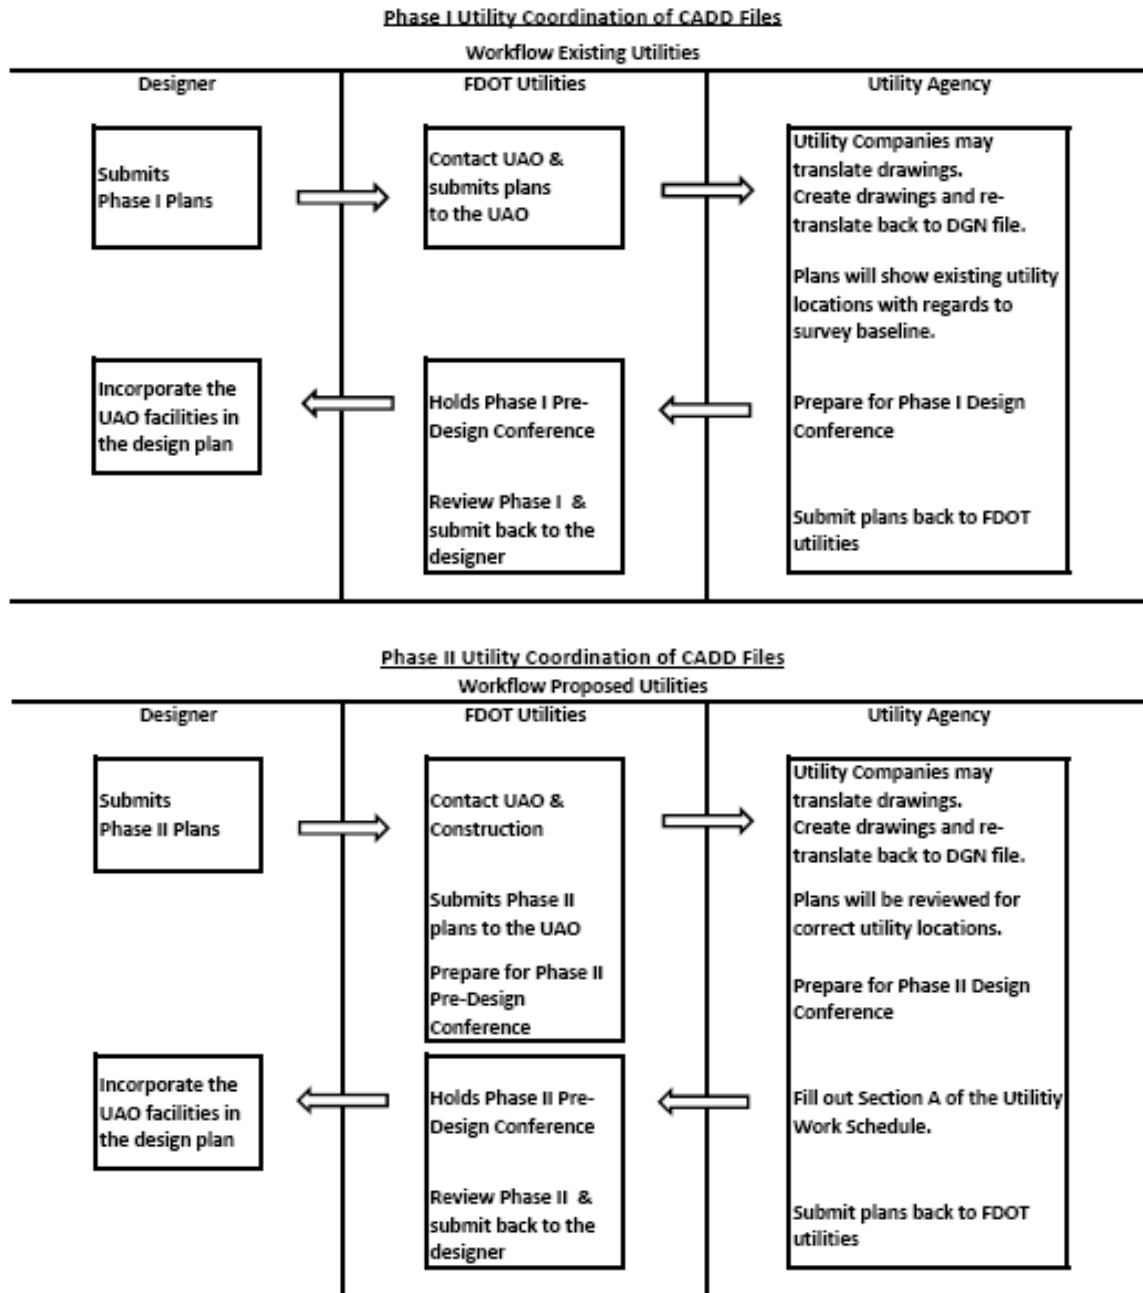 Phase I Utility Coordination of CADD Files
Workflow Existing Utilities
Designer
FDOT Utilities
Utility Agency
Submits
Phase I Plans
Contact UAO &
submits plans
to the UAO
Utility Companies may
translate drawings.
Create drawings and re-
translate back to DGN file.
Plans will show existing utility
locations with regards to
survey baseline.
Incorporate the
UAO facilities in
the design plan
Holds Phase I Pre-
Design Conference
Prepare for Phase I Design
Conference
Review Phase I &
submit back to the
designer
Submit plans back to FDOT
utilities
Phase II Utility Coordination of CADD Files
Workflow Proposed Utilities
Designer
FDOT Utilities
Utility Agency
Submits
Phase II Plans
Contact UAO &
Construction
Submits Phase II
plans to the UAO
Prepare for Phase II
Pre-Design
Conference
Utility Companies may
translate drawings.
Create drawings and re-
translate back to DGN file.
Plans will be reviewed for
correct utility locations.
Prepare for Phase II Design
Conference
Incorporate the
UAO facilities in
the design plan
Holds Phase II Pre-
Design Conference
Fill out Section A of the Utilitiy
Work Schedule.
Review Phase II &
submit back to the
designer
Submit plans back to FDOT
utilities